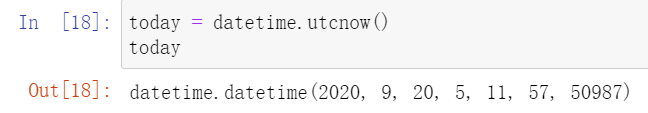 In [18]: today = datetime.utcnow()
today
Out[18]: datetime.datetime(2020, 9, 20, 5, 11, 57, 50987)